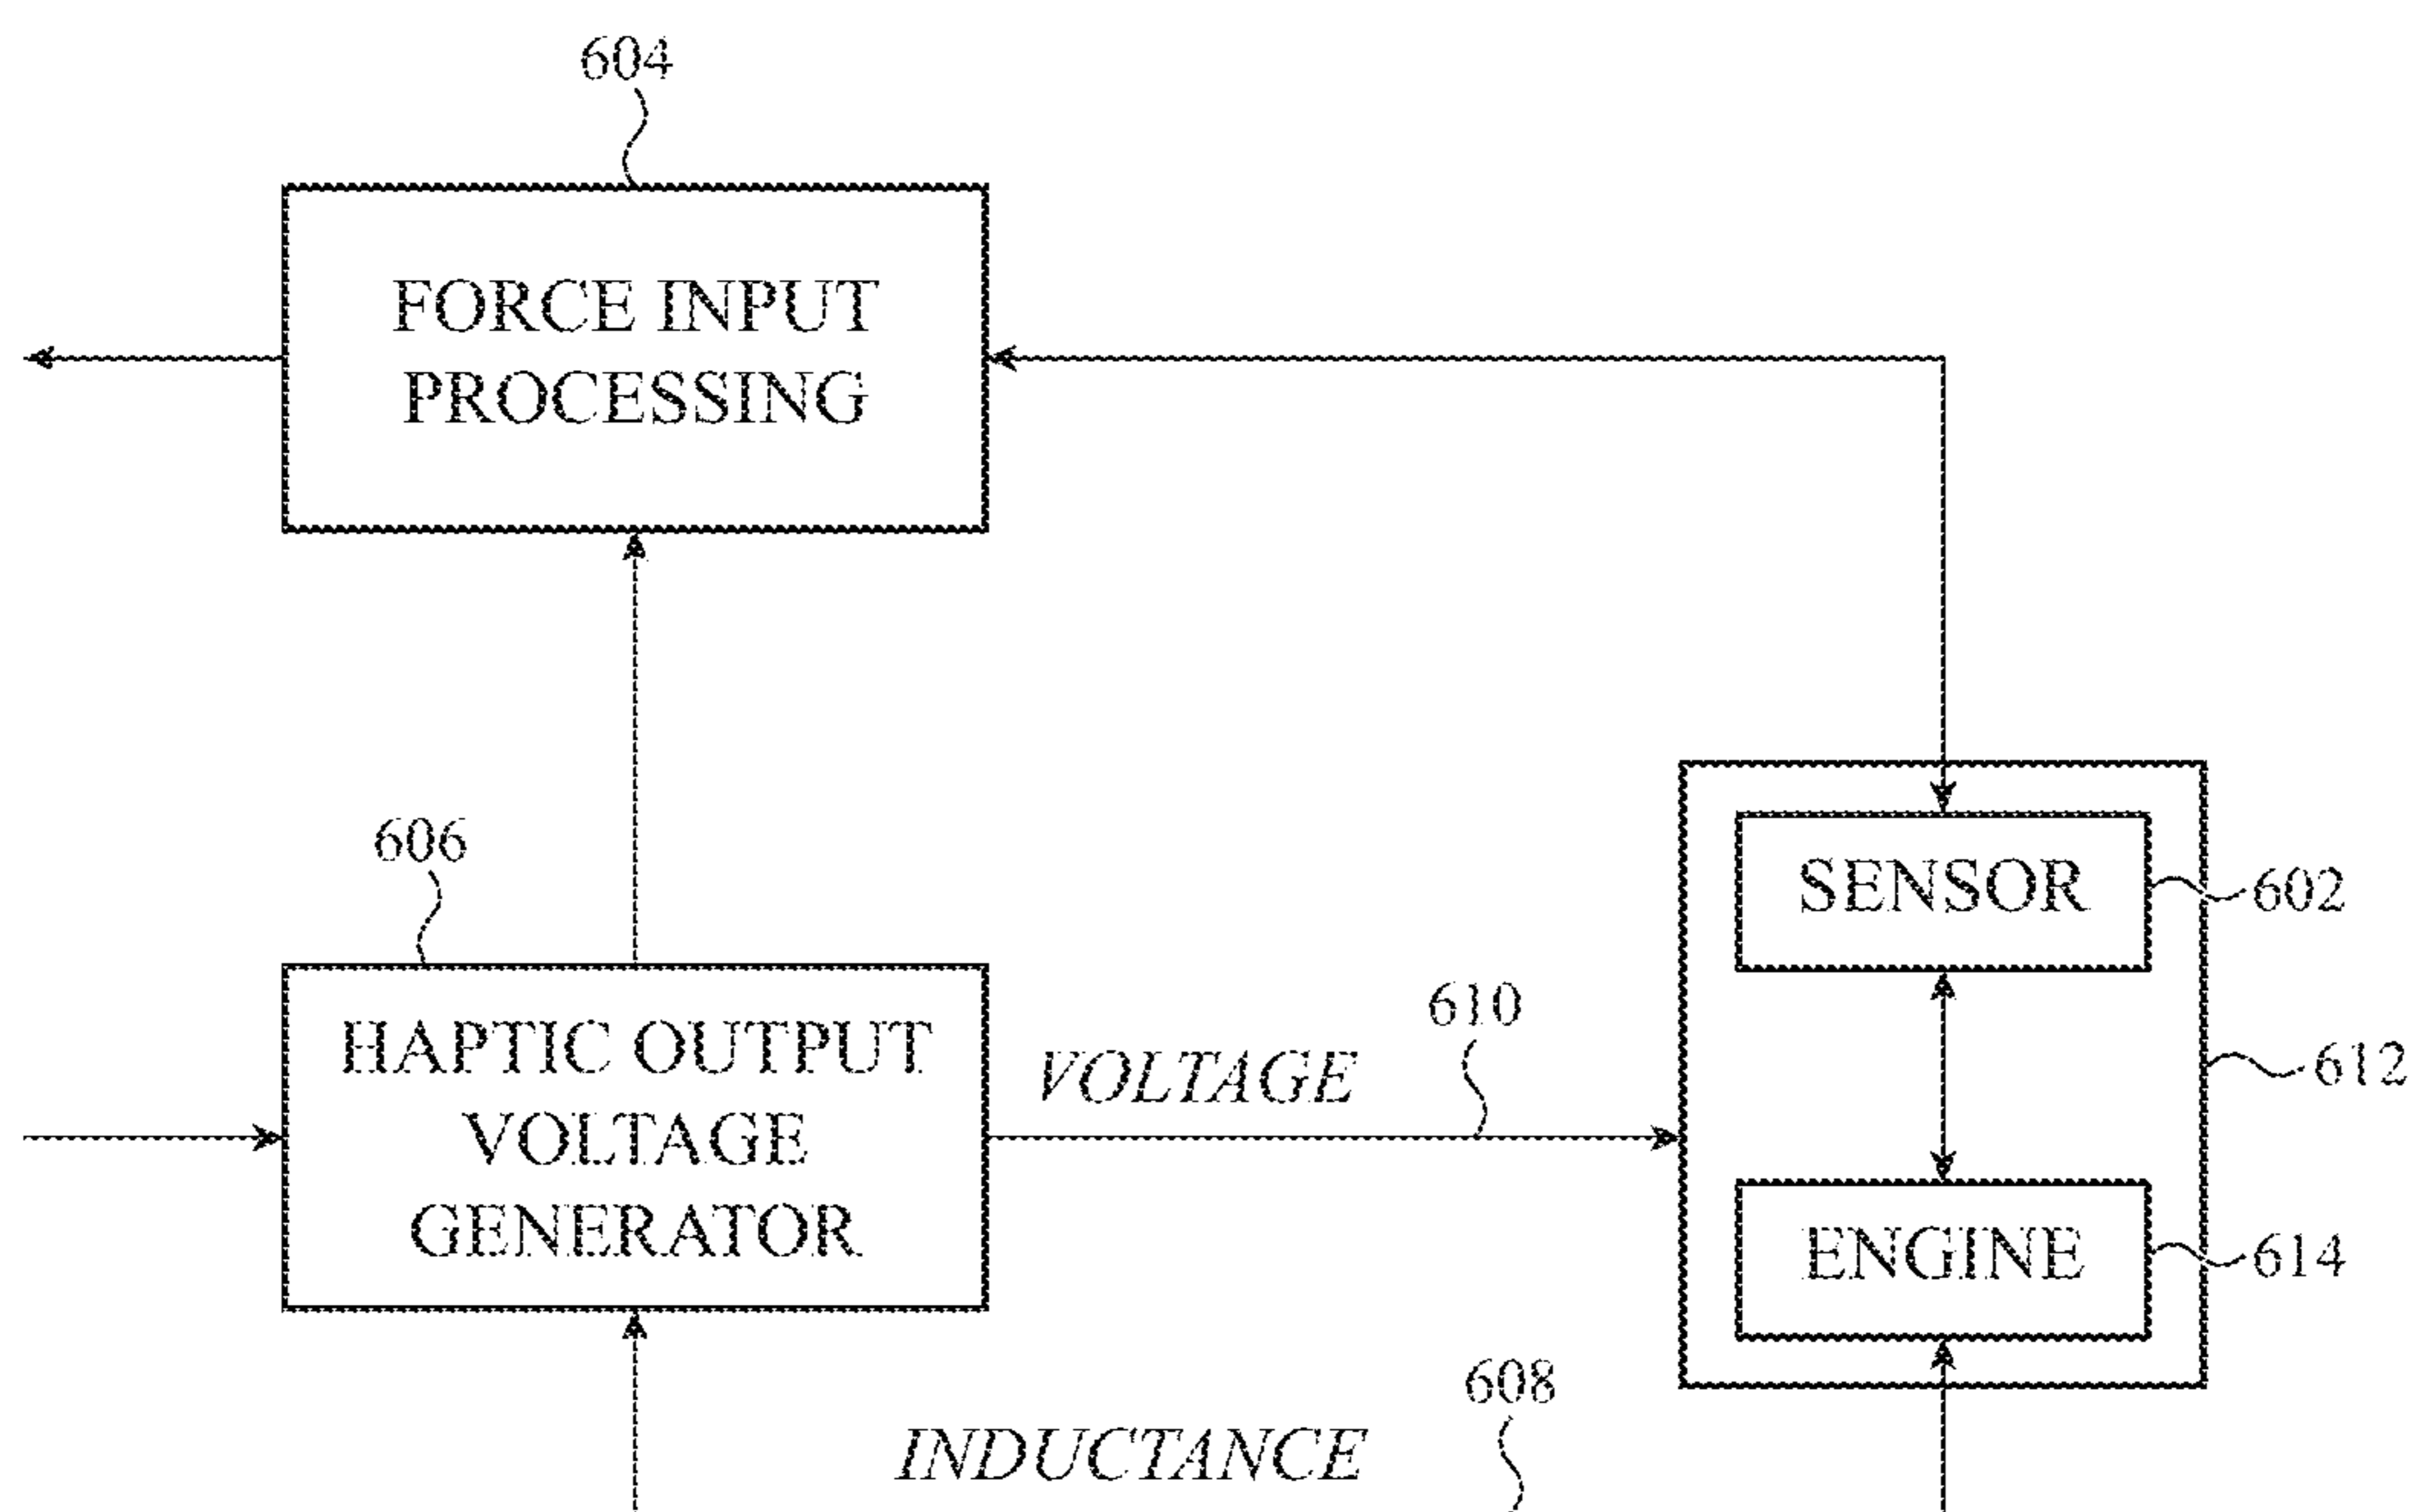 604
FORCE INPUT
PROCESSING
606
SENSOR
602
HAPTIC OUTPUT
VOLTAGE
GENERATOR
VOLTAGE
610
612
ENGINE
614
608
INDUCTANCE